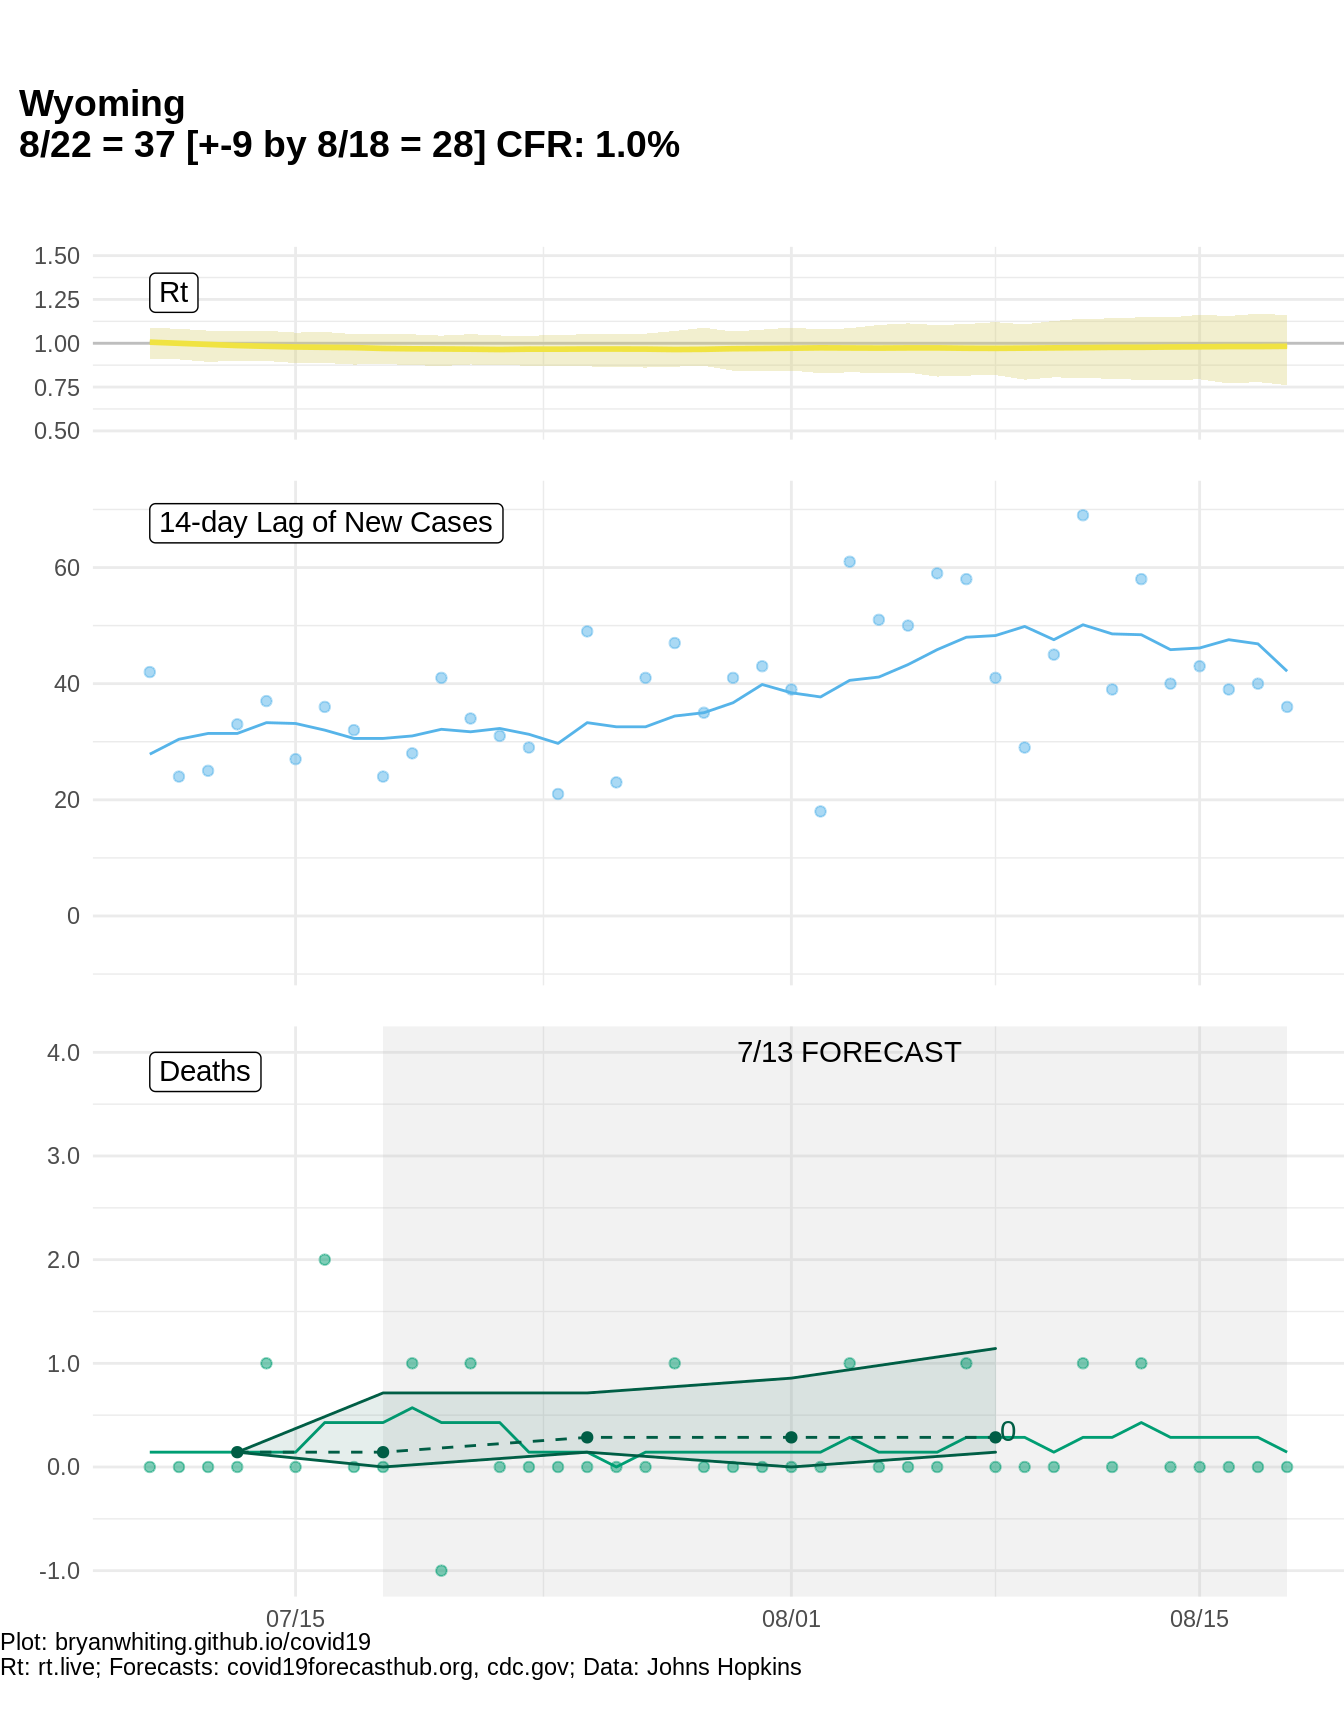 Wyoming
8/22 = 37 [+-9 by 8/18 = 28] CFR: 1.0%
1.50
Rt
1.25
1.00
0.75
0.50
14-day Lag of New Cases
60
40
20
0
7/13 FORECAST
4.0
Deaths
3.0
2.0
1.0
0
0.0
-1.0
07/15 08/01 08/15
Plot: bryanwhiting.github.io/covid19
Rt: rt.live; Forecasts: covid19forecasthub.org, cdc.gov; Data: Johns Hopkins